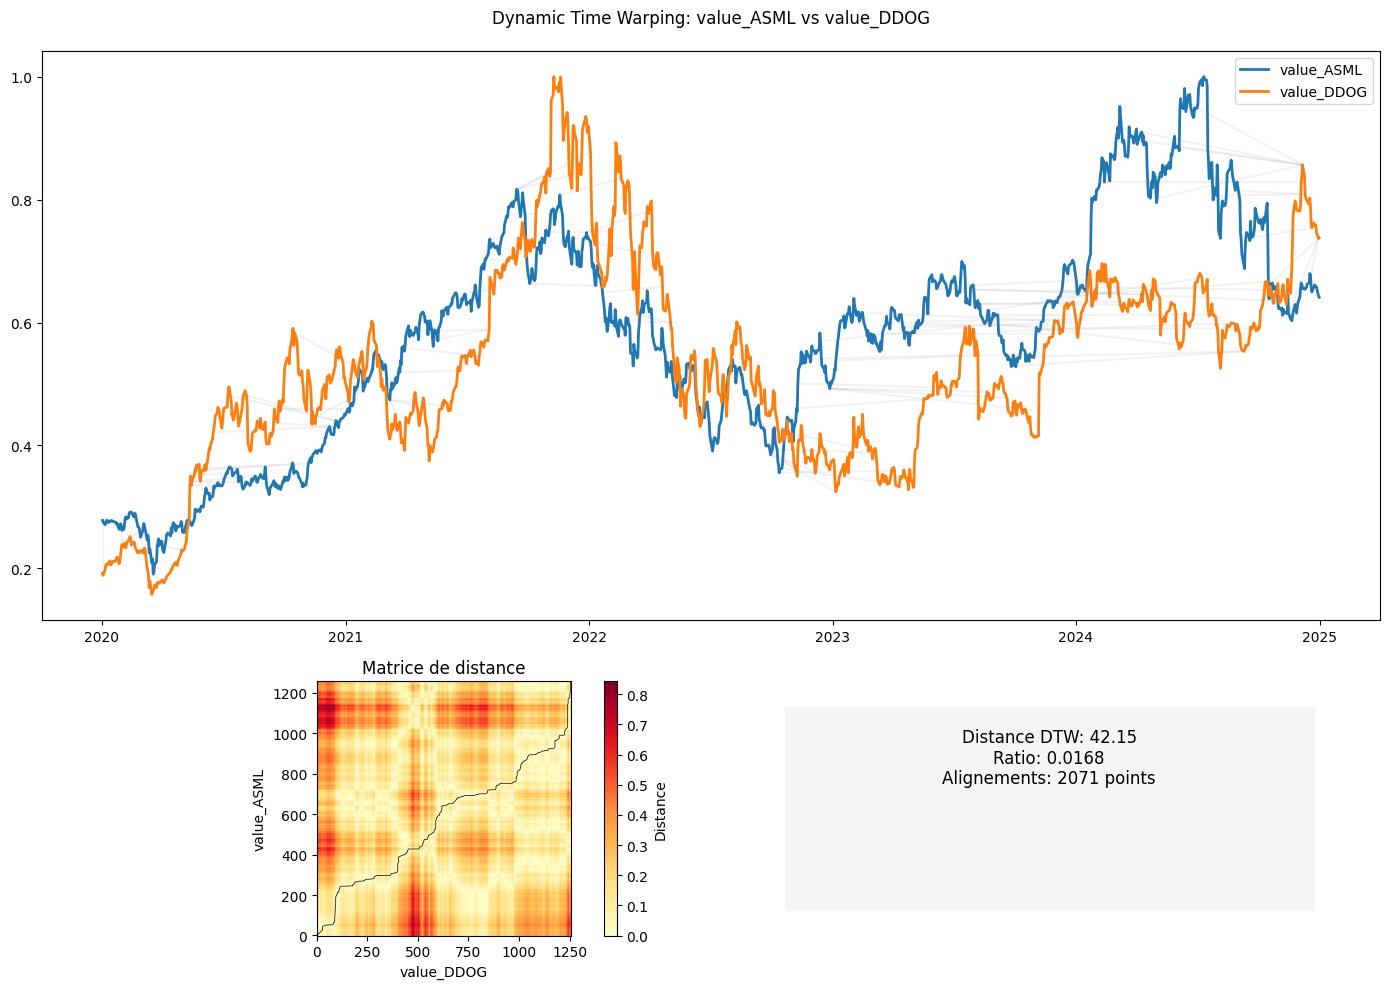 Dynamic Time Warping: value_ASML vs value_DDOG
value_ASML
value_DDOG
1.0
0.8
0.6
0.4
0.2
2020 2021 2022 2023 2024 2025
Matrice de distance
value_ASML
1200
1000
800
600
400
200
0
0 250 500 750 1000 1250
value_DDOG
0.8
0.7
0.6
0.5
0.4
0.3
0.2
0.1
0.0
Distance
Distance DTW: 42.15
Ratio: 0.0168
Alignements: 2071 points